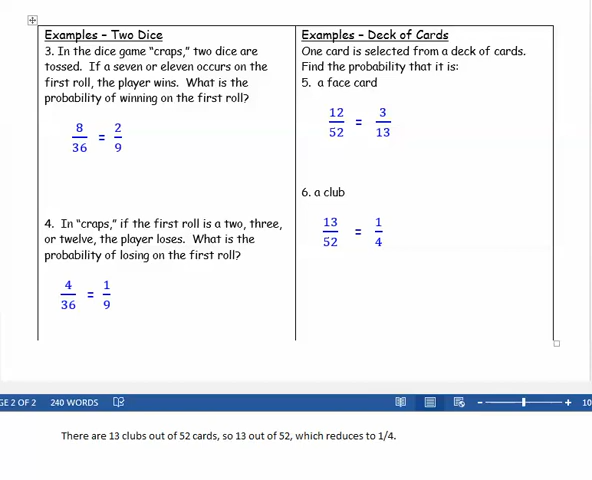 Examples – Two Dice
3. In the dice game “craps,” two dice are
tossed. If a seven or eleven occurs on the
first roll, the player wins. What is the
probability of winning on the first roll?
8/36 = 2/9
4. In “craps,” if the first roll is a two, three,
or twelve, the player loses. What is the
probability of losing on the first roll?
4/36 = 1/9
Examples – Deck of Cards
One card is selected from a deck of cards.
Find the probability that it is:
5. a face card
12/52 = 3/13
6. a club
13/52 = 1/4
GE 2 OF 2 240 WORDS
10
There are 13 clubs out of 52 cards, so 13 out of 52, which reduces to 1/4.